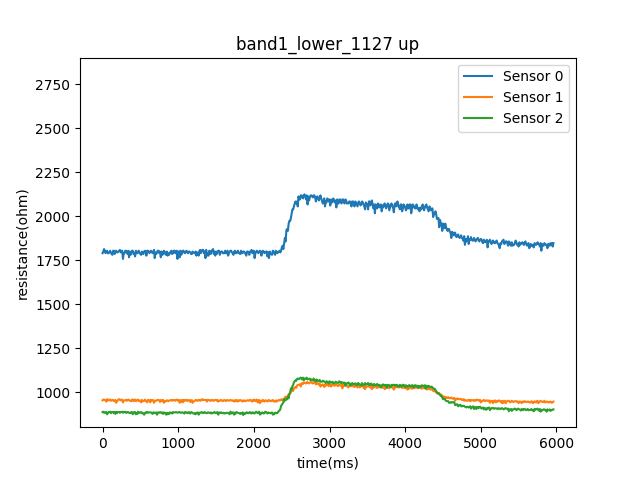 band1_lower_1127 up
Sensor 0
Sensor 1
Sensor 2
resistance(ohm)
2750
2500
2250
2000
1750
1500
1250
1000
0 1000 2000 3000 4000 5000 6000
time(ms)